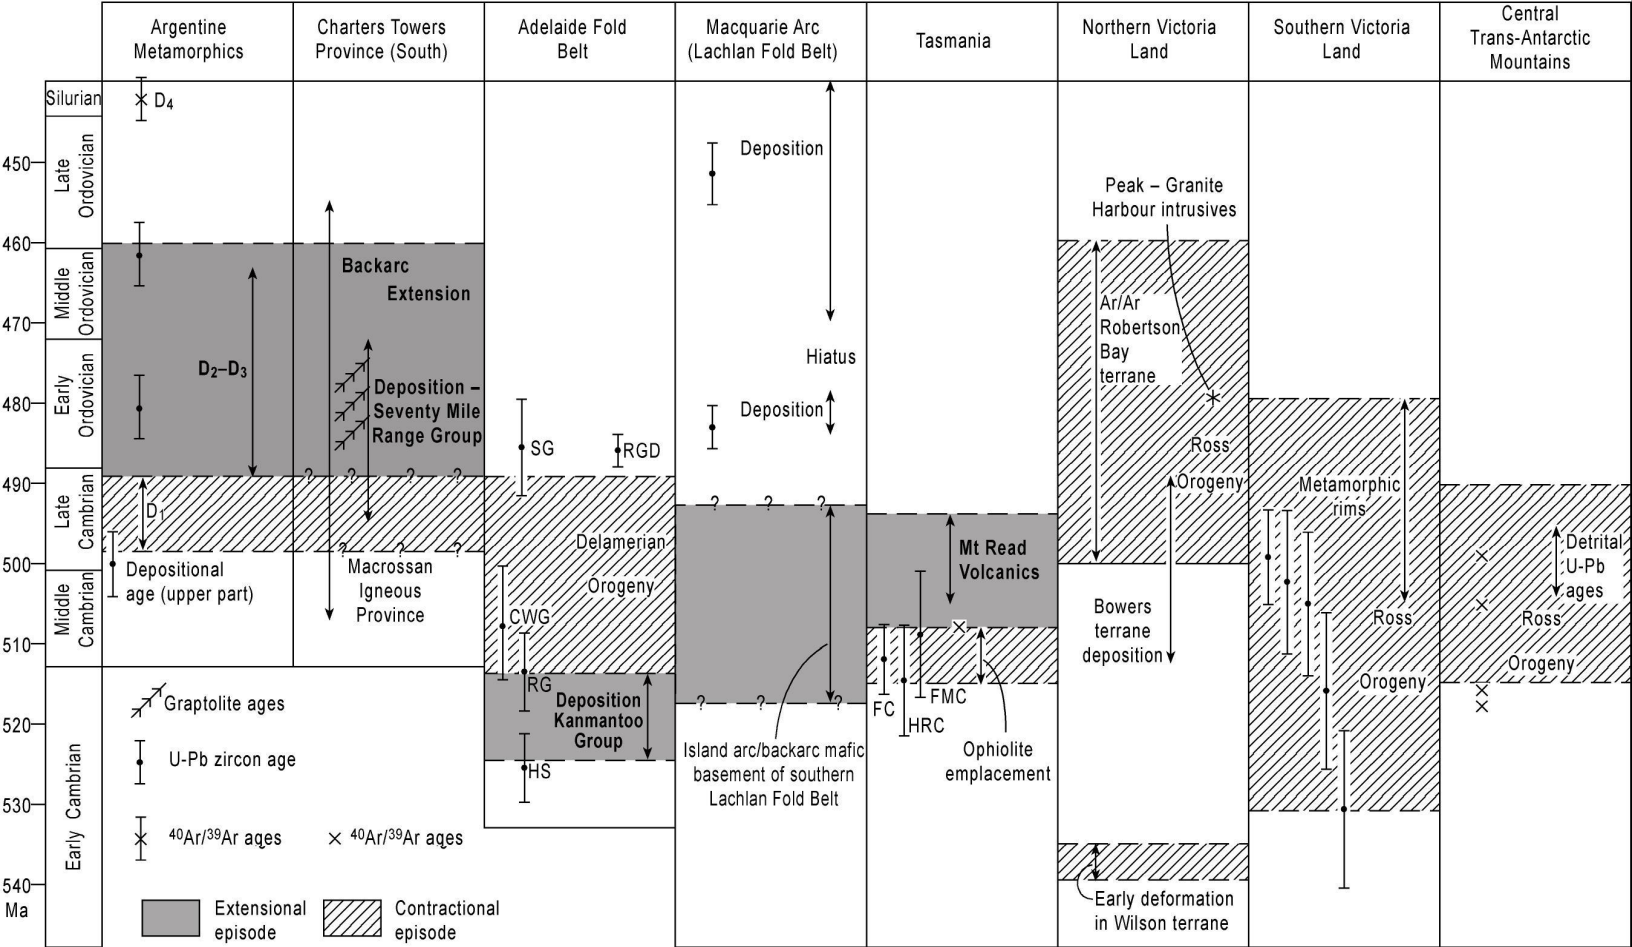 Argentine
Metamorphics
Charters Towers
Province (South)
Adelaide Fold
Belt
Macquarie Arc
(Lachlan Fold Belt)
Tasmania
Northern Victoria
Land
Southern Victoria
Land
Central
Trans-Antarctic
Mountains
Silurian
Late
Ordovician
Middle
Ordovician
Early
Ordovician
Late
Cambrian
Middle
Cambrian
Early Cambrian
450
460
470
480
490
500
510
520
530
540
Ma
D4
D2–D3
D1
Depositional
age (upper part)
Backarc
Extension
Deposition –
Seventy Mile
Range Group
? ? ? ?
? ? ?
Macrossan
Igneous
Province
SG
RGD
Delamerian
Orogeny
CWG
RG
Deposition
Kanmantoo
Group
HS
Deposition
Hiatus
Deposition
? ? ?
? ? ?
Island arc/backarc mafic
basement of southern
Lachlan Fold Belt
Mt Read
Volcanics
FC
HRC
FMC
Ophiolite
emplacement
Peak – Granite
Harbour intrusives
Ar/Ar
Robertson
Bay
terrane
Ross
Orogeny
Bowers
terrane
deposition
Early deformation
in Wilson terrane
Metamorphic
rims
Ross
Orogeny
Detrital
U-Pb
ages
Ross
Orogeny
Graptolite ages
U-Pb zircon age
40Ar/39Ar ages
40Ar/39Ar ages
Extensional
episode
Contractional
episode